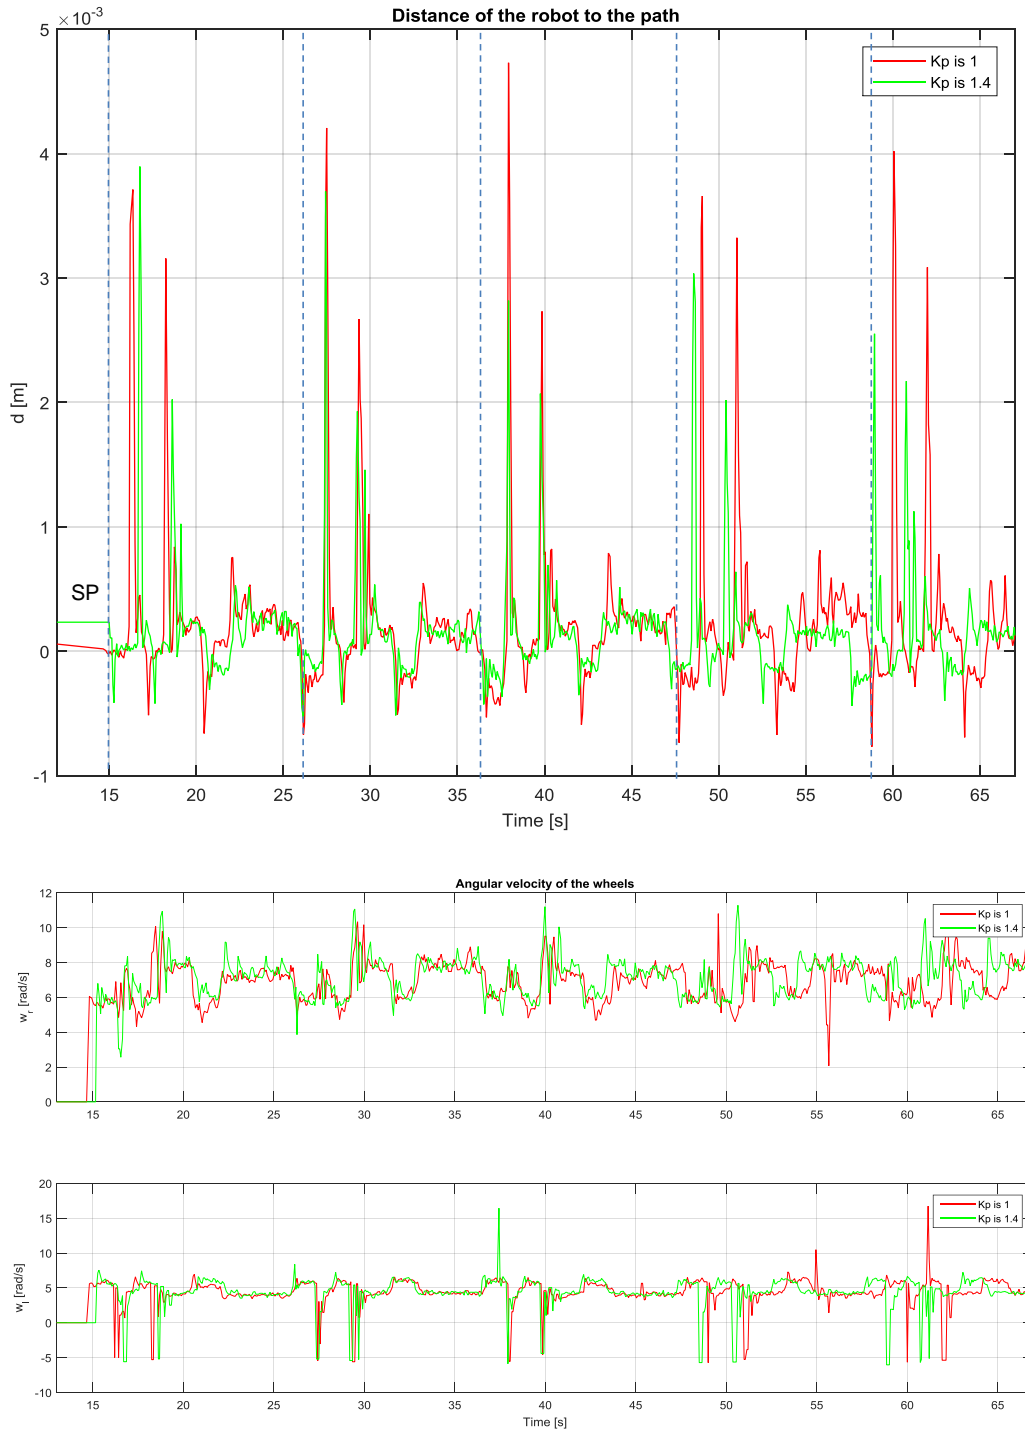 Distance of the robot to the path
×10⁻³
5
4
3
2
1
0
-1
d [m]
SP
Kp is 1
Kp is 1.4
15 20 25 30 35 40 45 50 55 60 65
Time [s]
Angular velocity of the wheels
12
10
8
6
4
2
0
w_r [rad/s]
Kp is 1
Kp is 1.4
15 20 25 30 35 40 45 50 55 60 65
20
15
10
5
0
-5
-10
w_l [rad/s]
Kp is 1
Kp is 1.4
15 20 25 30 35 40 45 50 55 60 65
Time [s]